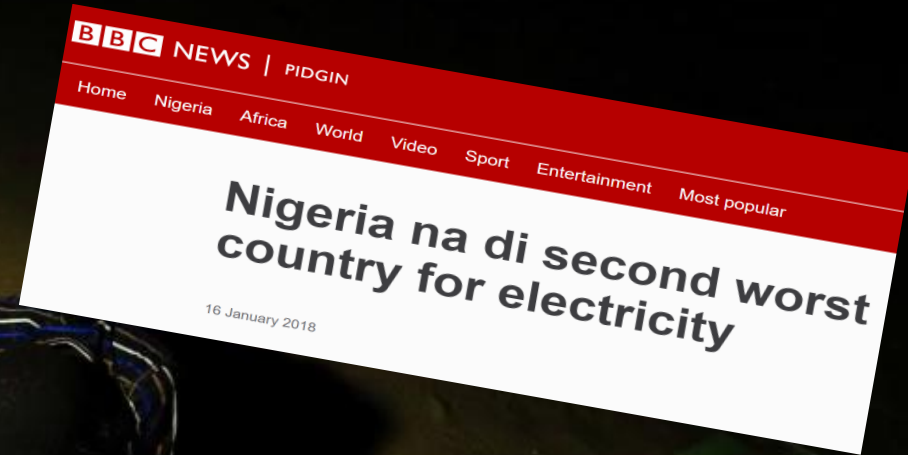 BBC NEWS | PIDGIN
Home Nigeria Africa World Video Sport Entertainment Most popular
Nigeria na di second worst
country for electricity
16 January 2018